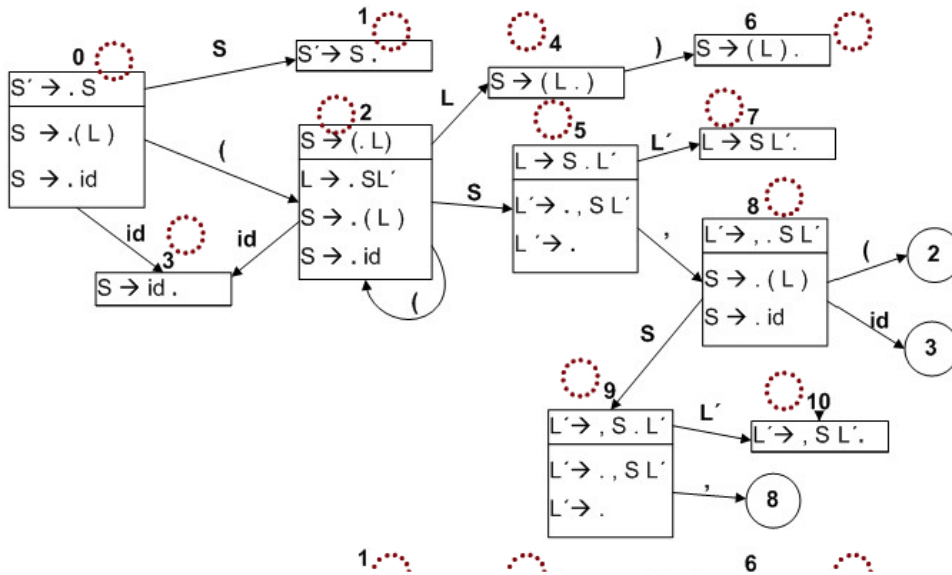 0
S´→ . S
S → .( L )
S → . id
S
1
S´→ S .
(
id
3
S → id .
id
2
S → (. L)
L → . SL´
S → . ( L )
S → . id
(
L
4
S → ( L . )
)
6
S → ( L ) .
S
5
L → S . L´
L´→ . , S L´
L´→ .
L´
7
L → S L´.
,
8
L´→ , . S L´
S → . ( L )
S → . id
(
2
id
3
S
9
L´→ , S . L´
L´→ . , SL´
L´→ .
L´
10
L´→ , S L´.
,
8
1
6